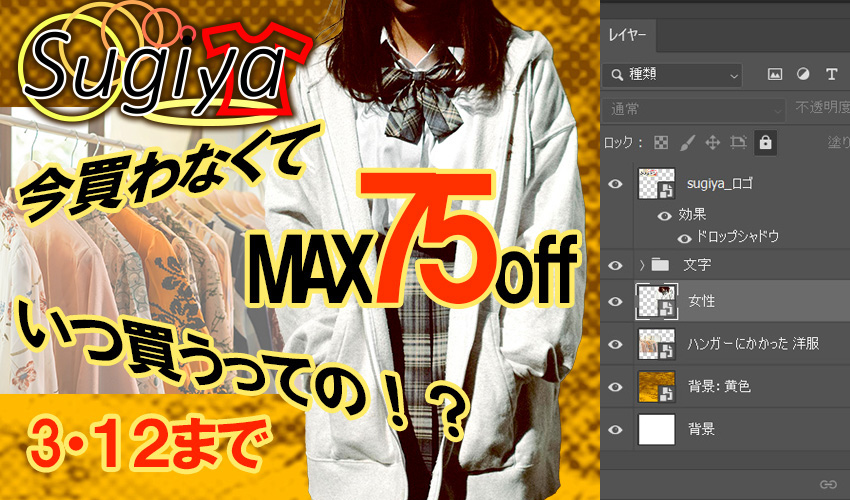 Sugiya
今買わなくて
MAX75off
いつ買うっての！？
3・12まで
レイヤー
種類
T
通常
不透明度
ロック：
塗り
sugiya_ロゴ
効果
ドロップシャドウ
文字
女性
ハンガーにかかった 洋服
背景: 黄色
背景